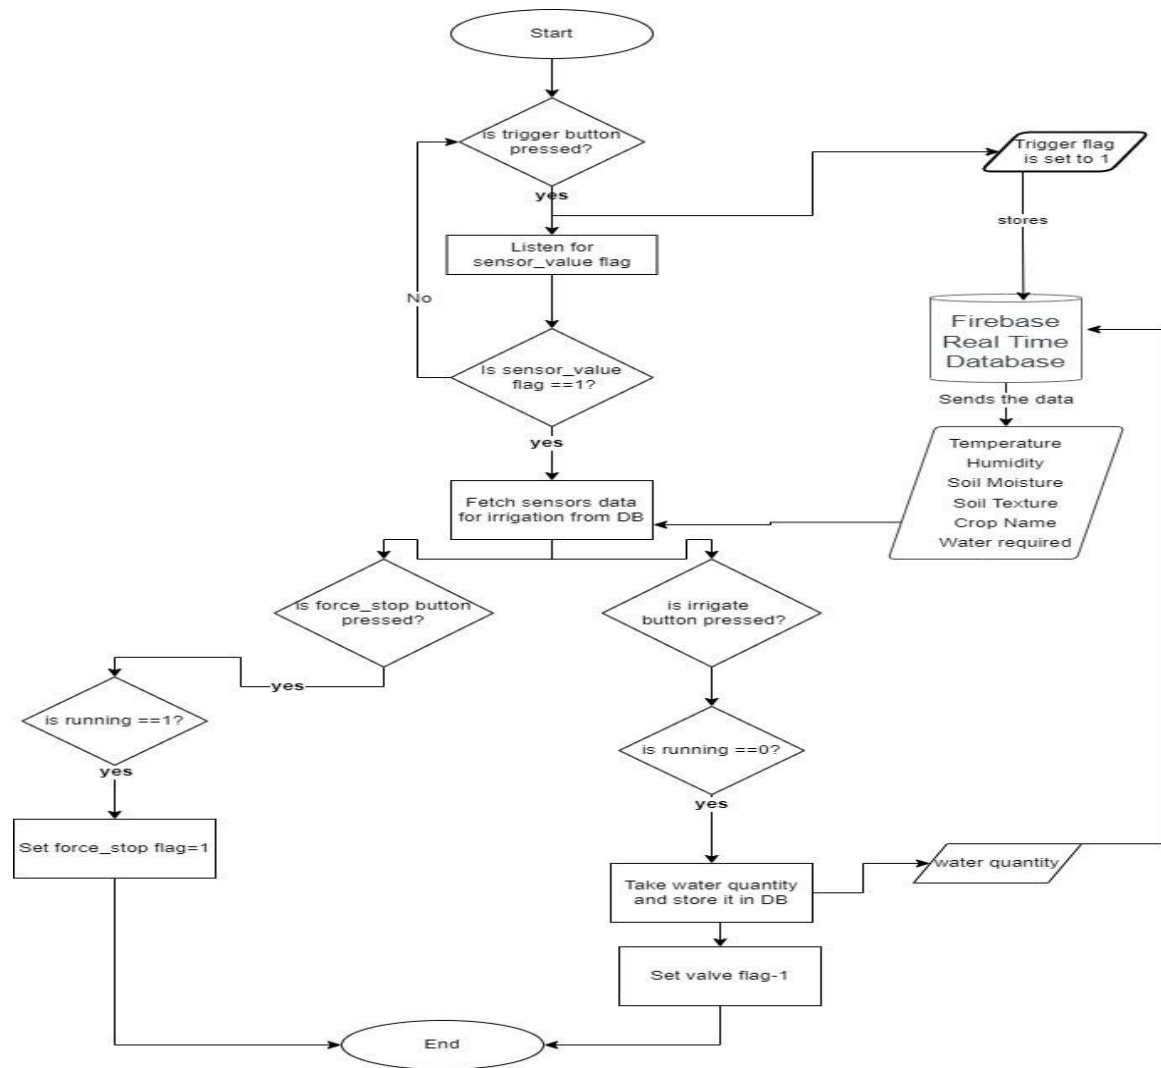 Start
is trigger button
pressed?
yes
Trigger flag
is set to 1
stores
Listen for
sensor_value flag
No
Firebase
Real Time
Database
Is sensor_value
flag ==1?
Sends the data
yes
Temperature
Humidity
Soil Moisture
Soil Texture
Crop Name
Water required
Fetch sensors data
for irrigation from DB
is force_stop button
pressed?
is irrigate
button pressed?
yes
is running ==1?
is running ==0?
yes
yes
Set force_stop flag=1
water quantity
Take water quantity
and store it in DB
Set valve flag-1
End